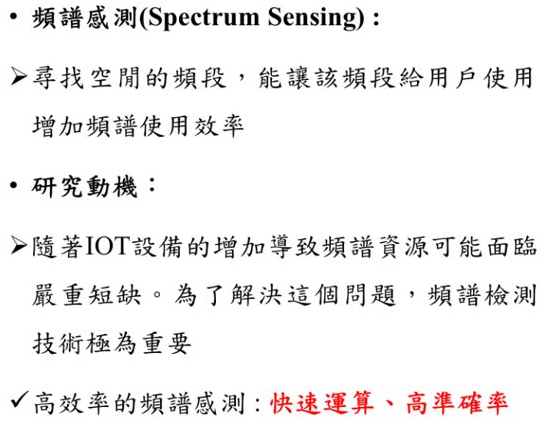 • 頻譜感測(Spectrum Sensing) :
➢尋找空閒的頻段，能讓該頻段給用戶使用
增加頻譜使用效率
• 研究動機：
➢隨著IOT設備的增加導致頻譜資源可能面臨
嚴重短缺。為了解決這個問題，頻譜檢測
技術極為重要
✓高效率的頻譜感測 : 快速運算、高準確率